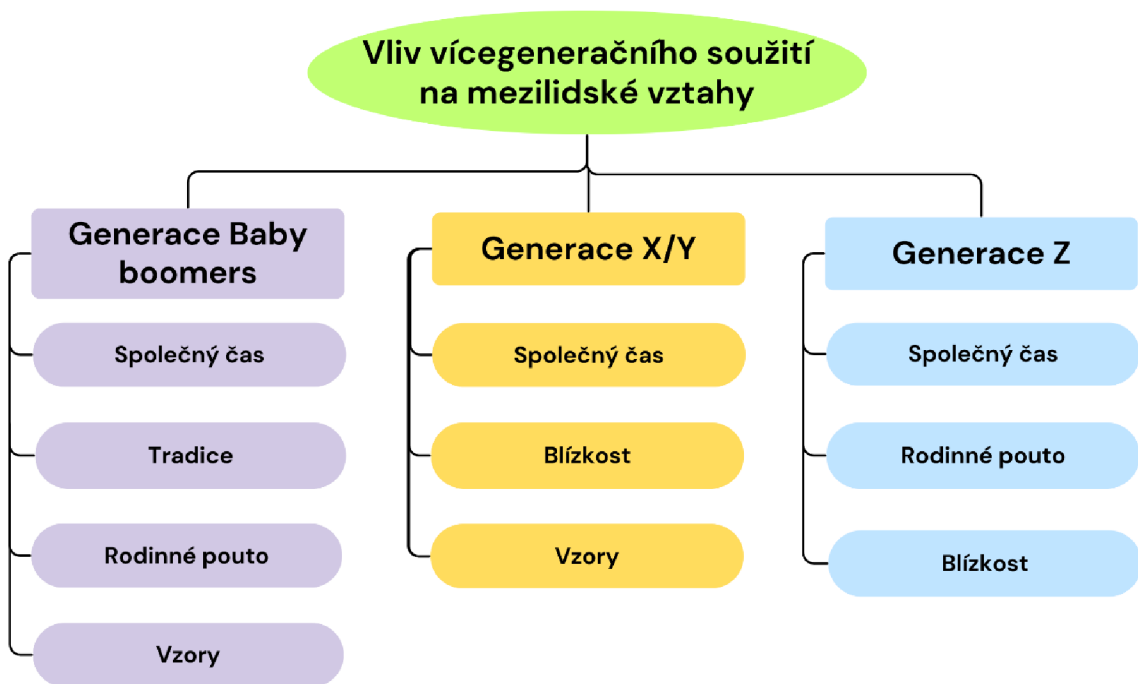 Vliv vícegeneračního soužití
na mezilidské vztahy
Generace Baby
boomers
Společný čas
Tradice
Rodinné pouto
Vzory
Generace X/Y
Společný čas
Blízkost
Vzory
Generace Z
Společný čas
Rodinné pouto
Blízkost